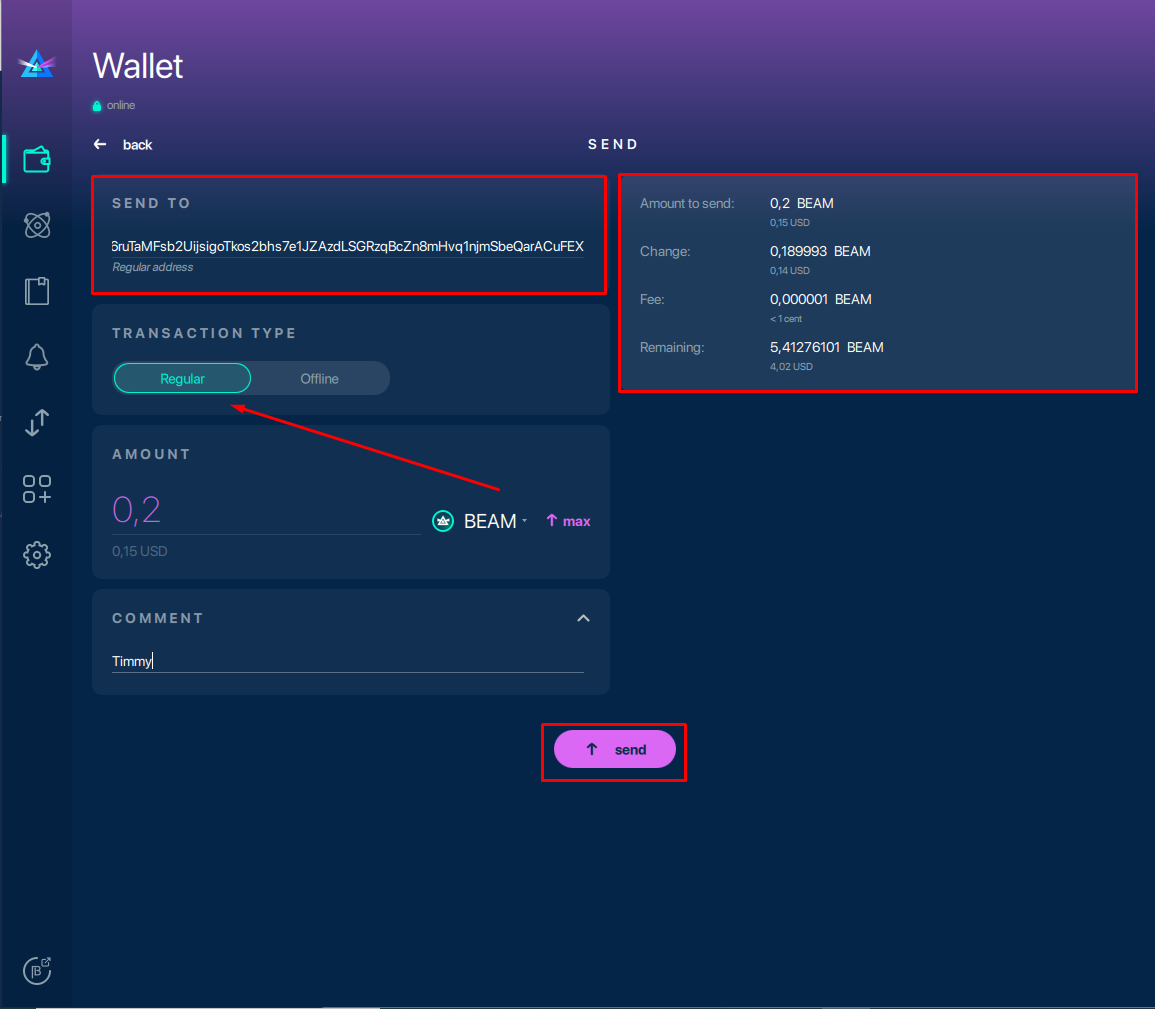 Wallet
online
back
SEND
SEND TO
6ruTaMFsb2UijsigoTkos2bhs7e1JZAzdLSGRzqBcZn8mHvq1njmSbeQarACuFEX
Regular address
TRANSACTION TYPE
Regular Offline
AMOUNT
0,2
BEAM max
0,15 USD
COMMENT
Timmy
send
Amount to send: 0,2 BEAM
0,15 USD
Change: 0,189993 BEAM
0,14 USD
Fee: 0,000001 BEAM
< 1 cent
Remaining: 5,41276101 BEAM
4,02 USD